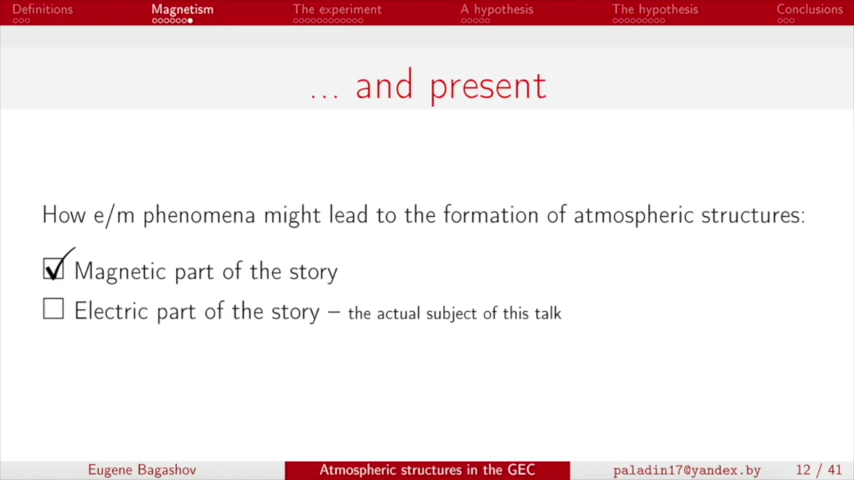 Definitions Magnetism The experiment A hypothesis The hypothesis Conclusions
... and present
How e/m phenomena might lead to the formation of atmospheric structures:
Magnetic part of the story
Electric part of the story – the actual subject of this talk
Eugene Bagashov Atmospheric structures in the GEC paladin17@yandex.by 12 / 41